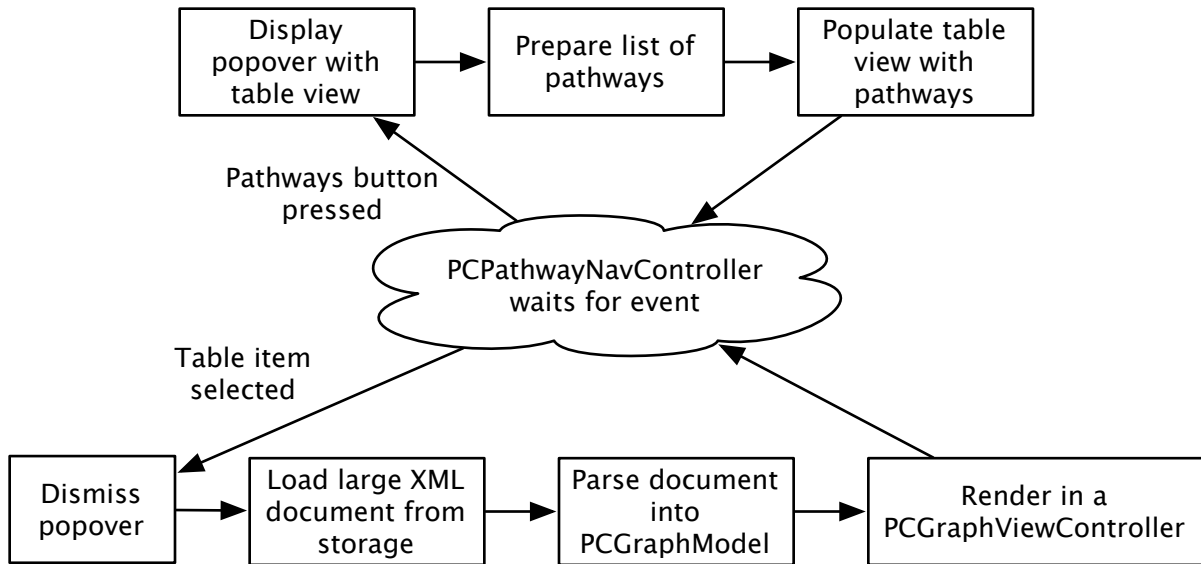 Display
popover with
table view
Prepare list of
pathways
Populate table
view with
pathways
Pathways button
pressed
PCPathwayNavController
waits for event
Table item
selected
Dismiss
popover
Load large XML
document from
storage
Parse document
into
PCGraphModel
Render in a
PCGraphViewController